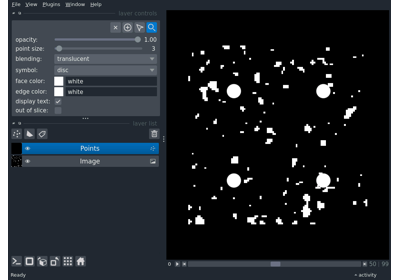 File View Plugins Window Help
layer controls
opacity: 1.00
point size: 3
blending: translucent
symbol: disc
face color: white
edge color: white
display text:
out of slice:
layer list
Points
Image
Ready
50 99
activity